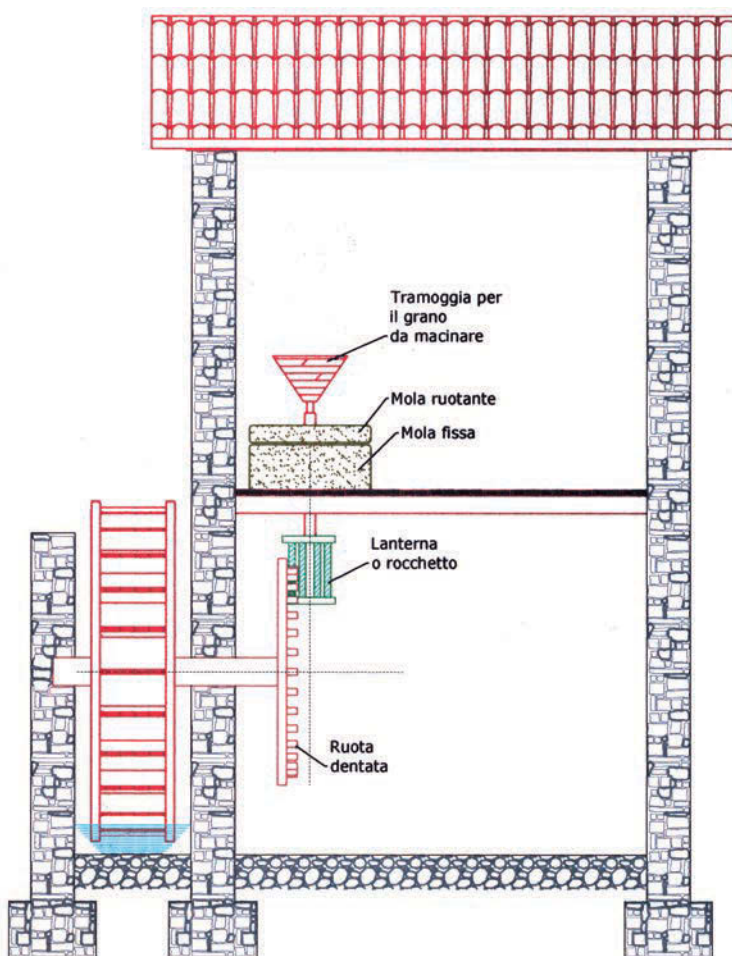 Tramoggia per
il grano
da macinare
Mola ruotante
Mola fissa
Lanterna
o rocchetto
Ruota
dentata